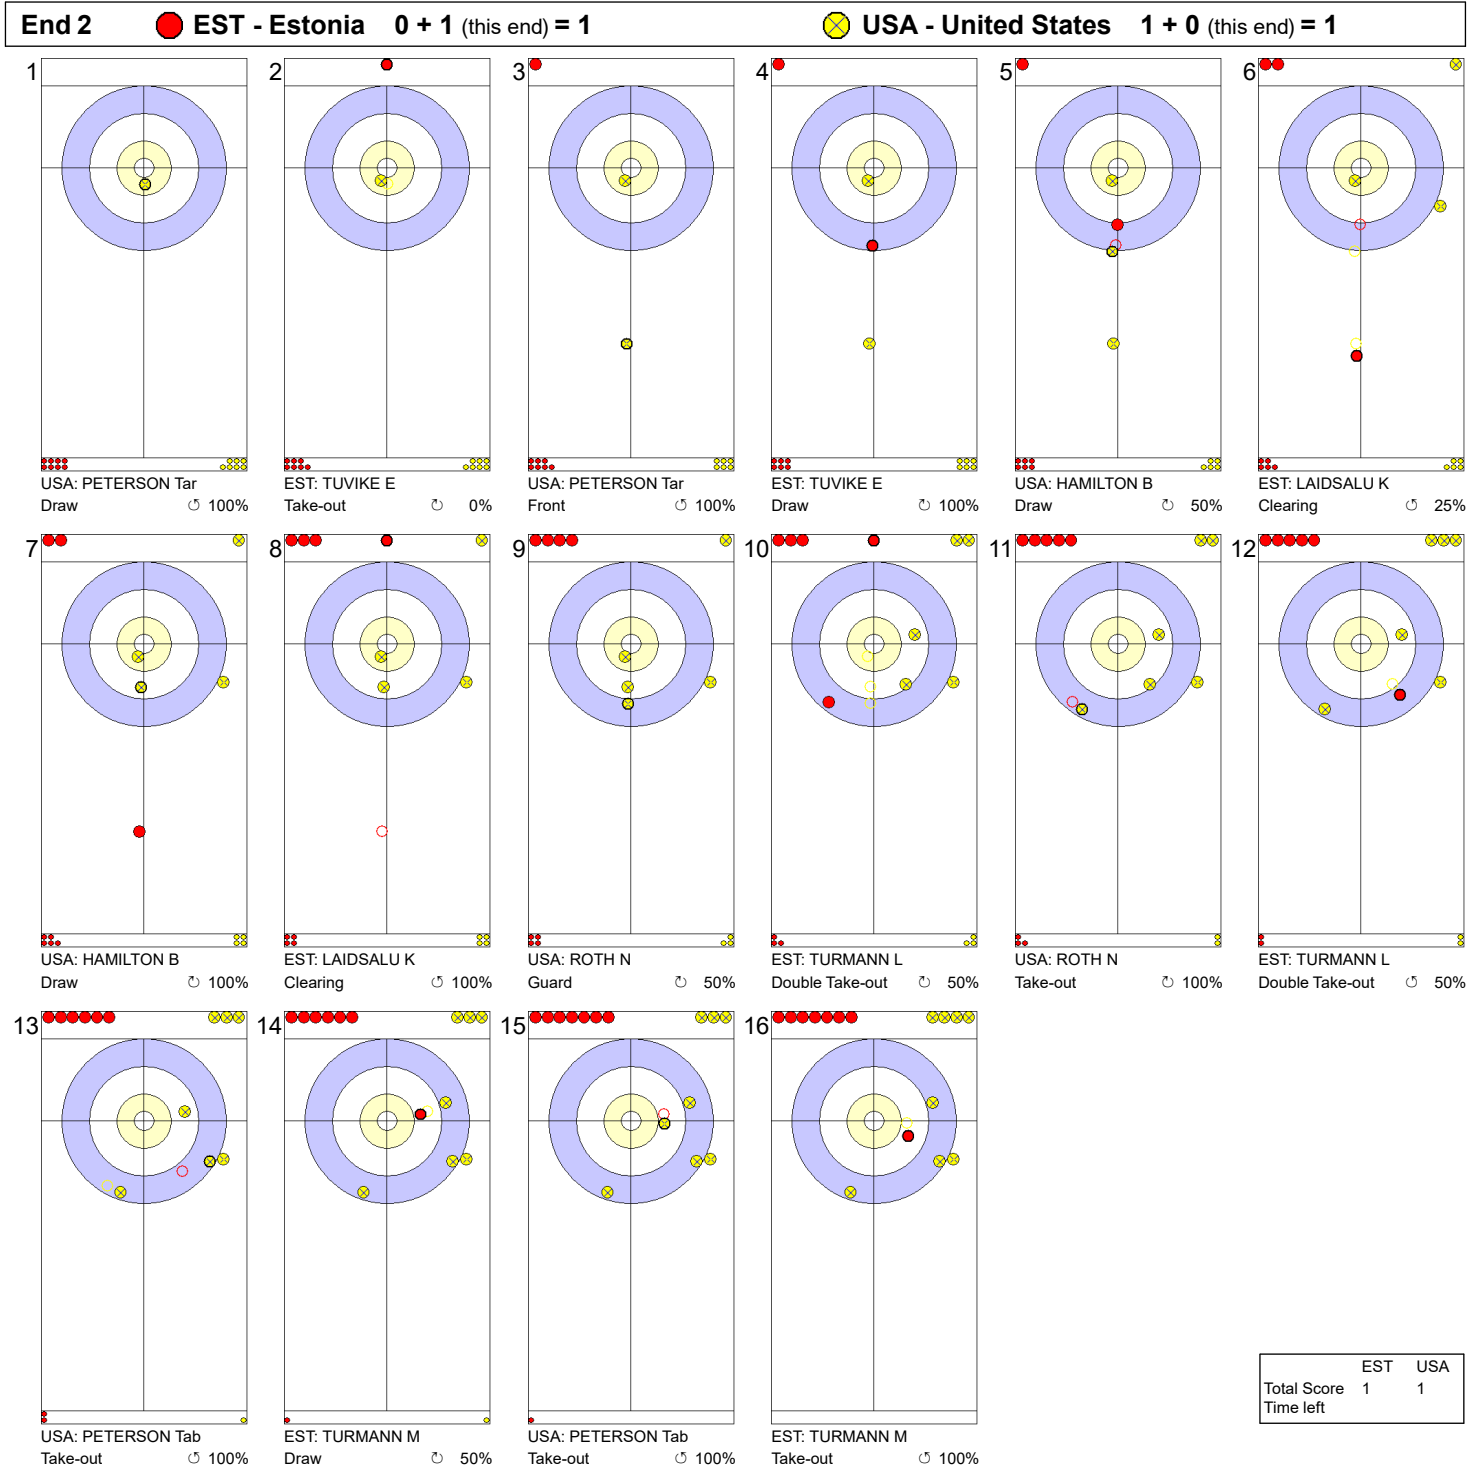 End 2 EST - Estonia 0 + 1 (this end) = 1 USA - United States 1 + 0 (this end) = 1
1 2 3 4 5 6
USA: PETERSON Tar EST: TUVIKE E USA: PETERSON Tar EST: TUVIKE E USA: HAMILTON B EST: LAIDSALU K
Draw ↺ 100% Take-out ↻ 0% Front ↺ 100% Draw ↺ 100% Draw ↻ 50% Clearing ↺ 25%
7 8 9 10 11 12
USA: HAMILTON B EST: LAIDSALU K USA: ROTH N EST: TURMANN L USA: ROTH N EST: TURMANN L
Draw ↻ 100% Clearing ↺ 100% Guard ↻ 50% Double Take-out ↻ 50% Take-out ↻ 100% Double Take-out ↻ 50%
13 14 15 16
USA: PETERSON Tab EST: TURMANN M USA: PETERSON Tab EST: TURMANN M
Take-out ↺ 100% Draw ↺ 50% Take-out ↺ 100% Take-out ↺ 100%
EST USA
Total Score 1 1
Time left